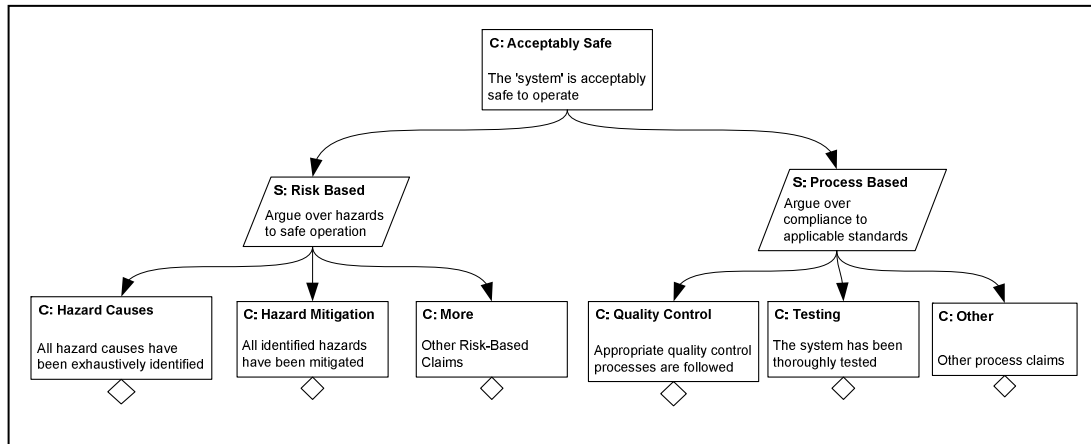 C: Acceptably Safe
The 'system' is acceptably
safe to operate
S: Risk Based
Argue over hazards
to safe operation
S: Process Based
Argue over
compliance to
applicable standards
C: Hazard Causes
All hazard causes have
been exhaustively identified
C: Hazard Mitigation
All identified hazards
have been mitigated
C: More
Other Risk-Based
Claims
C: Quality Control
Appropriate quality control
processes are followed
C: Testing
The system has been
thoroughly tested
C: Other
Other process claims